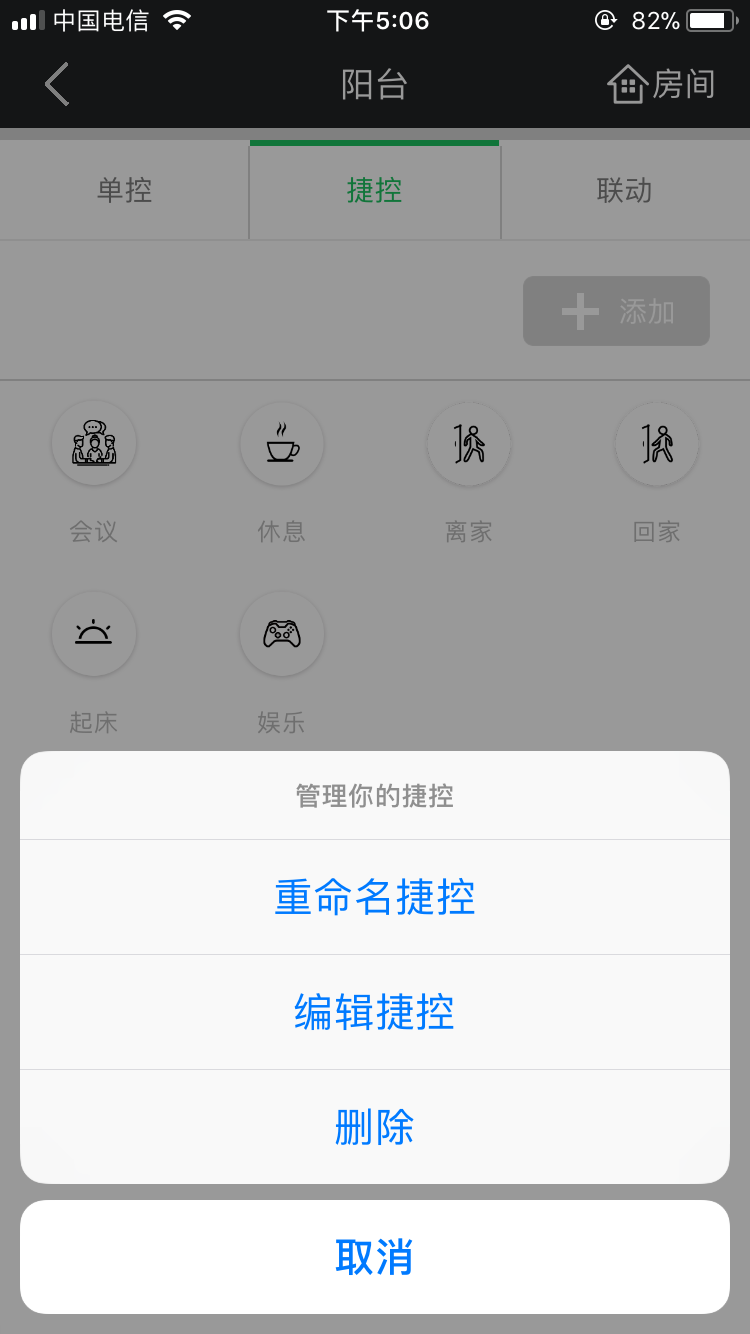 中国电信 下午5:06 82%
阳台 房间
单控 捷控 联动
添加
会议 休息 离家 回家
起床 娱乐
管理你的捷控
重命名捷控
编辑捷控
删除
取消